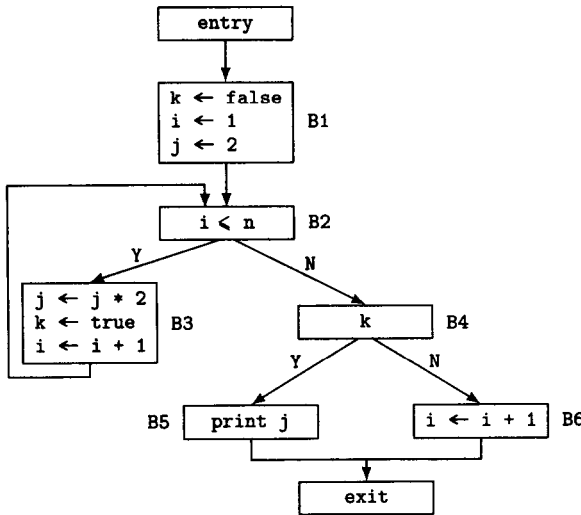 entry
k ← false
i ← 1
j ← 2
B1
i ⩽ n
B2
Y
N
j ← j * 2
k ← true
i ← i + 1
B3
k
B4
Y
N
B5
print j
i ← i + 1
B6
exit